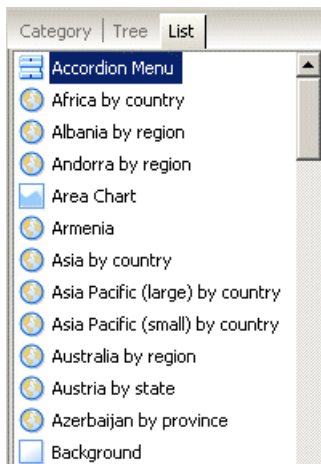 Category Tree List
Accordion Menu
Africa by country
Albania by region
Andorra by region
Area Chart
Armenia
Asia by country
Asia Pacific (large) by country
Asia Pacific (small) by country
Australia by region
Austria by state
Azerbaijan by province
Background